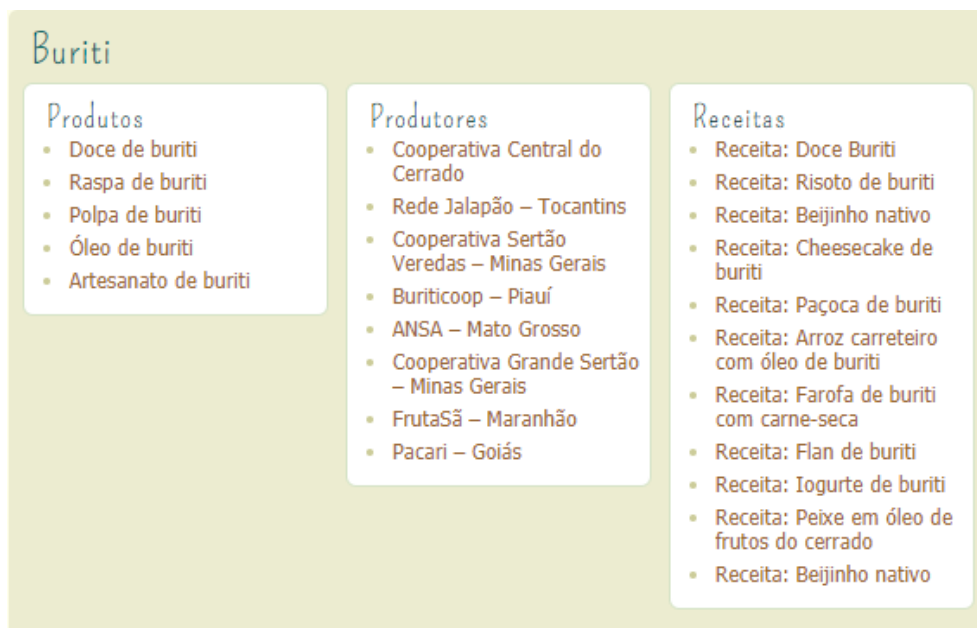 Buriti
Produtos
Doce de buriti
Raspa de buriti
Polpa de buriti
Óleo de buriti
Artesanato de buriti
Produtores
Cooperativa Central do
Cerrado
Rede Jalapão – Tocantins
Cooperativa Sertão
Veredas – Minas Gerais
Buriticoop – Piauí
ANSA – Mato Grosso
Cooperativa Grande Sertão
– Minas Gerais
FrutaSã – Maranhão
Pacari – Goiás
Receitas
Receita: Doce Buriti
Receita: Risoto de buriti
Receita: Beijinho nativo
Receita: Cheesecake de
buriti
Receita: Paçoca de buriti
Receita: Arroz carreteiro
com óleo de buriti
Receita: Farofa de buriti
com carne-seca
Receita: Flan de buriti
Receita: Iogurte de buriti
Receita: Peixe em óleo de
frutos do cerrado
Receita: Beijinho nativo